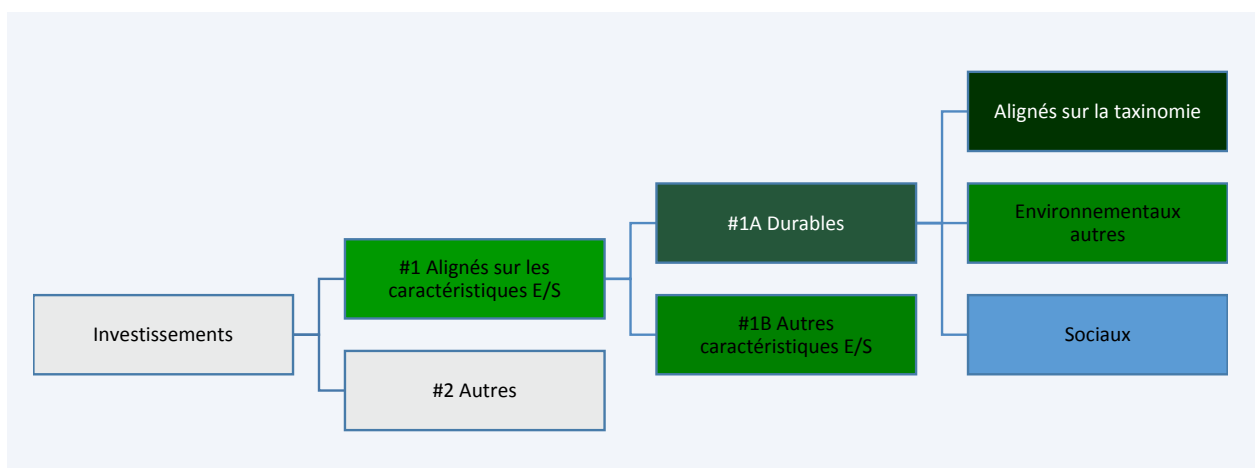 Investissements
#1 Alignés sur les
caractéristiques E/S
#2 Autres
#1A Durables
#1B Autres
caractéristiques E/S
Alignés sur la taxinomie
Environnementaux
autres
Sociaux